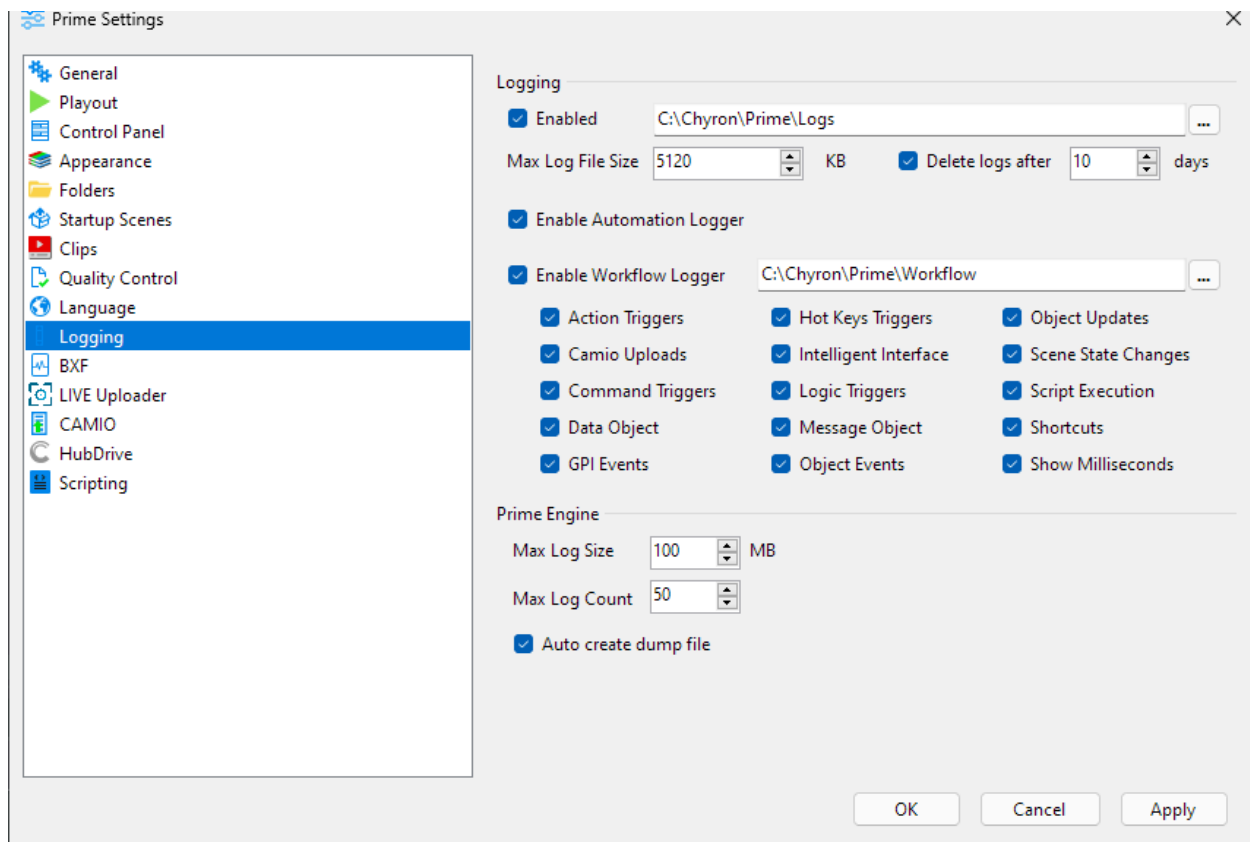 Prime Settings
General
Playout
Control Panel
Appearance
Folders
Startup Scenes
Clips
Quality Control
Language
Logging
BXF
LIVE Uploader
CAMIO
HubDrive
Scripting
Logging
Enabled C:\Chyron\Prime\Logs ...
Max Log File Size 5120 KB Delete logs after 10 days
Enable Automation Logger
Enable Workflow Logger C:\Chyron\Prime\Workflow ...
Action Triggers Hot Keys Triggers Object Updates
Camio Uploads Intelligent Interface Scene State Changes
Command Triggers Logic Triggers Script Execution
Data Object Message Object Shortcuts
GPI Events Object Events Show Milliseconds
Prime Engine
Max Log Size 100 MB
Max Log Count 50
Auto create dump file
OK Cancel Apply